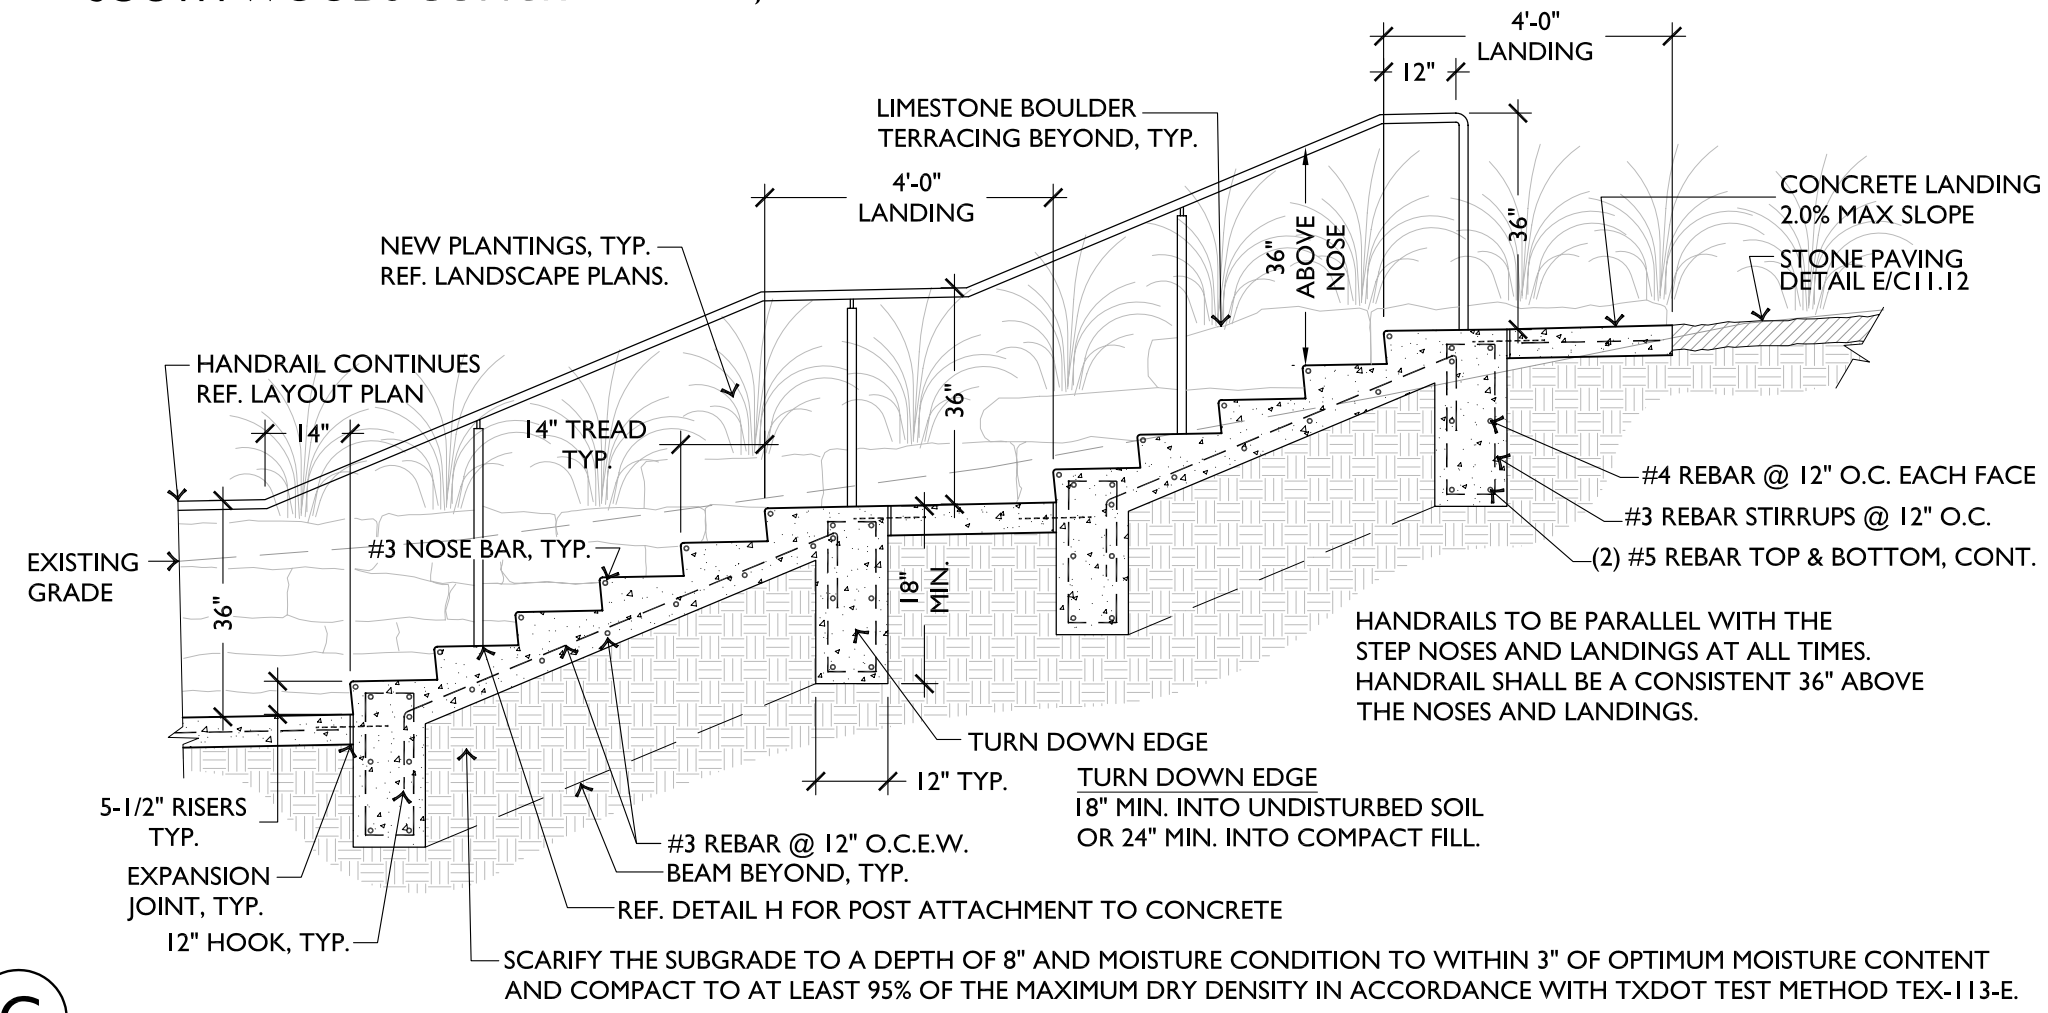 4'-0"
LANDING
12"
LIMESTONE BOULDER
TERRACING BEYOND, TYP.
4'-0"
LANDING
CONCRETE LANDING
2.0% MAX SLOPE
36"
36"
ABOVE
NOSE
STONE PAVING
DETAIL E/C11.12
NEW PLANTINGS, TYP.
REF. LANDSCAPE PLANS.
HANDRAIL CONTINUES
REF. LAYOUT PLAN
36"
14"
14" TREAD
TYP.
#4 REBAR @ 12" O.C. EACH FACE
#3 REBAR STIRRUPS @ 12" O.C.
(2) #5 REBAR TOP & BOTTOM, CONT.
#3 NOSE BAR, TYP.
EXISTING
GRADE
36"
18"
MIN.
HANDRAILS TO BE PARALLEL WITH THE
STEP NOSES AND LANDINGS AT ALL TIMES.
HANDRAIL SHALL BE A CONSISTENT 36" ABOVE
THE NOSES AND LANDINGS.
TURN DOWN EDGE
12" TYP.
TURN DOWN EDGE
18" MIN. INTO UNDISTURBED SOIL
OR 24" MIN. INTO COMPACT FILL.
5-1/2" RISERS
TYP.
#3 REBAR @ 12" O.C.E.W.
BEAM BEYOND, TYP.
EXPANSION
JOINT, TYP.
REF. DETAIL H FOR POST ATTACHMENT TO CONCRETE
12" HOOK, TYP.
SCARIFY THE SUBGRADE TO A DEPTH OF 8" AND MOISTURE CONDITION TO WITHIN 3" OF OPTIMUM MOISTURE CONTENT
AND COMPACT TO AT LEAST 95% OF THE MAXIMUM DRY DENSITY IN ACCORDANCE WITH TXDOT TEST METHOD TEX-113-E.